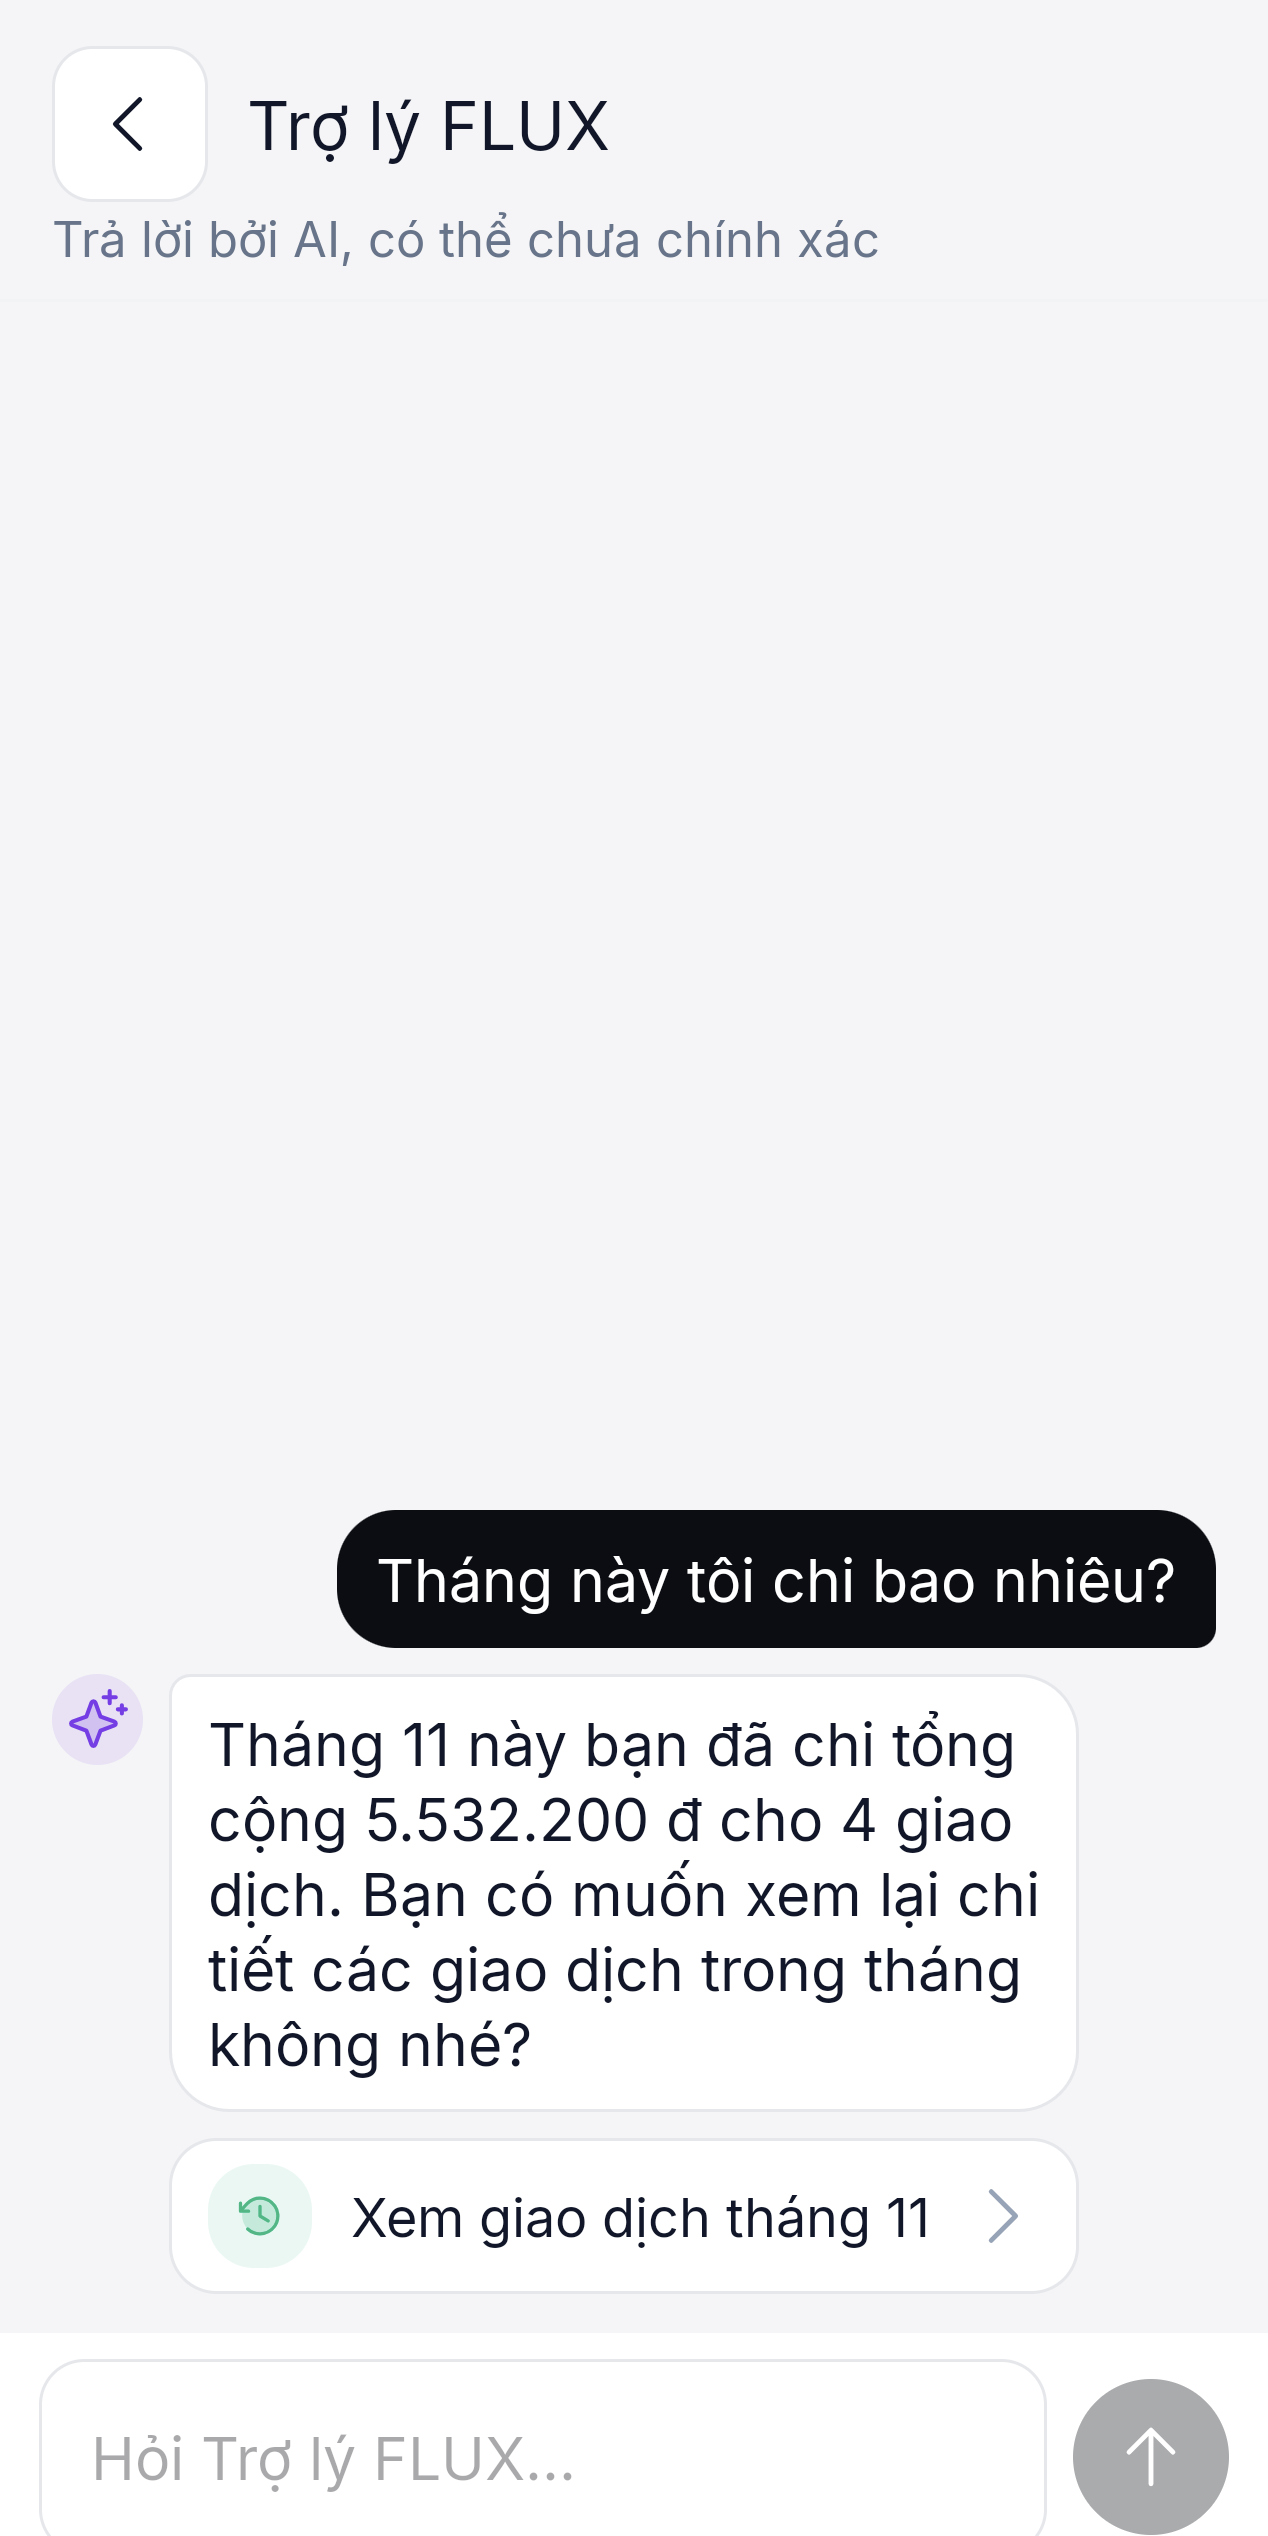 Trợ lý FLUX
Trả lời bởi AI, có thể chưa chính xác
Tháng này tôi chi bao nhiêu?
Tháng 11 này bạn đã chi tổng
cộng 5.532.200 đ cho 4 giao
dịch. Bạn có muốn xem lại chi
tiết các giao dịch trong tháng
không nhé?
Xem giao dịch tháng 11
Hỏi Trợ lý FLUX...